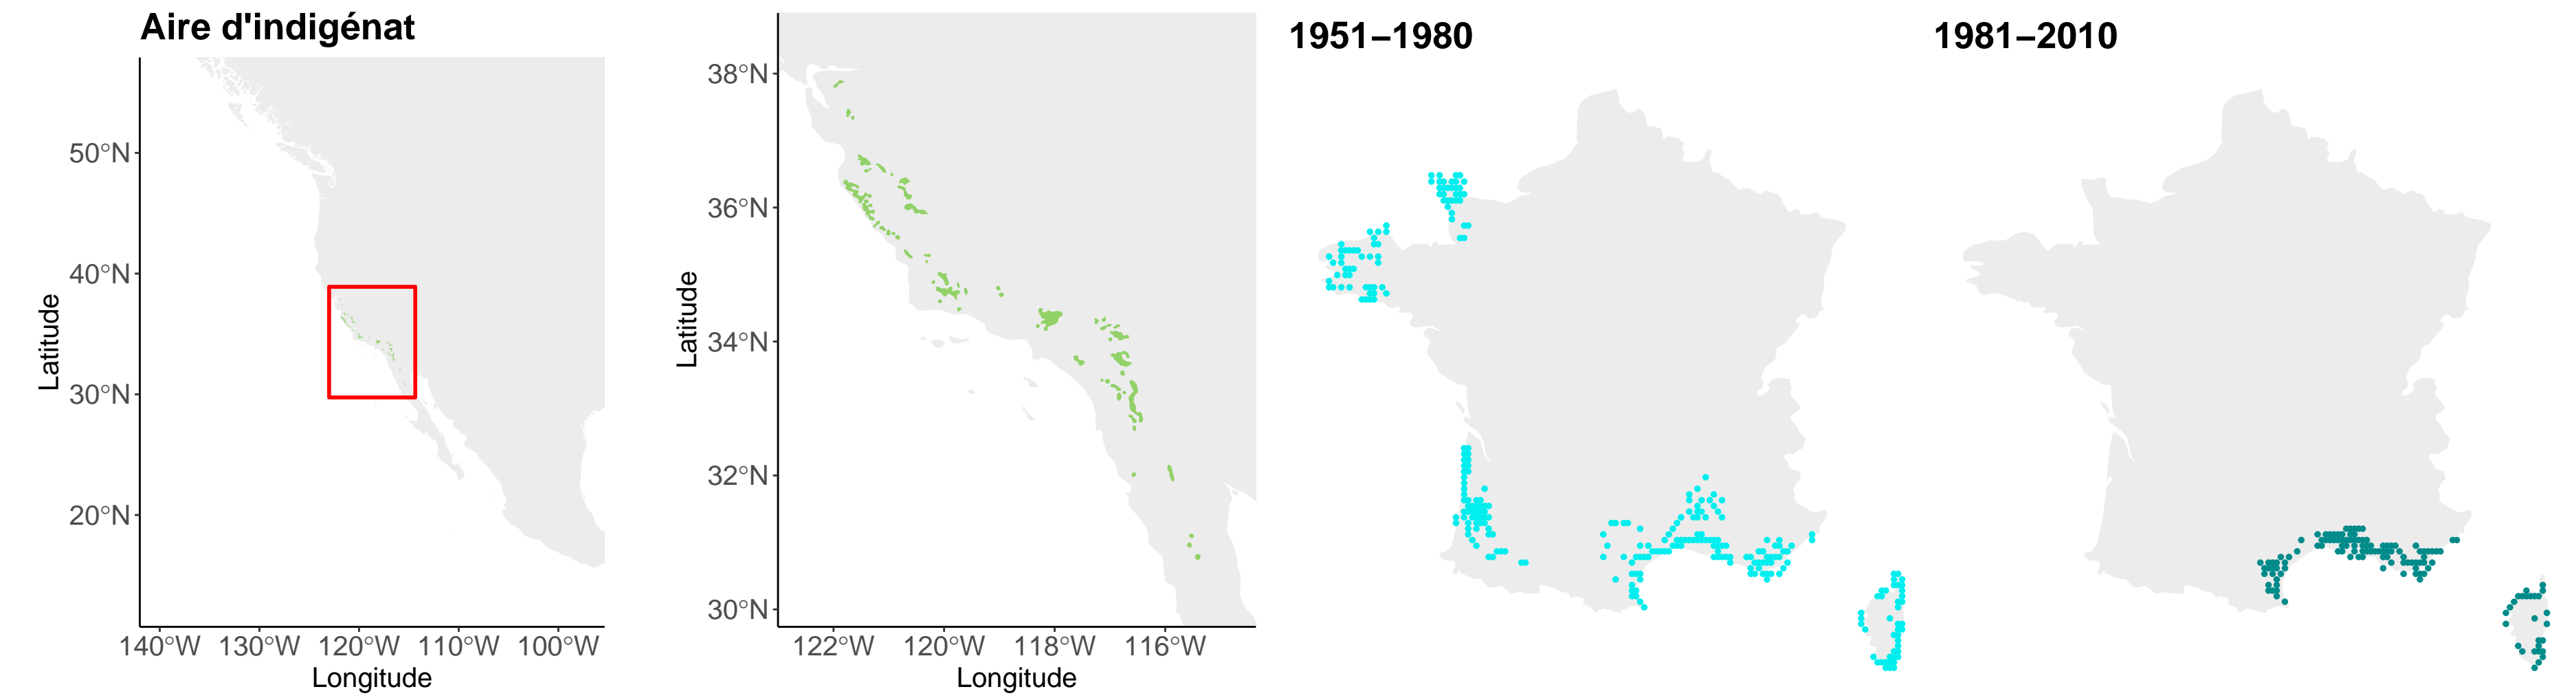 Aire d'indigénat
50°N
40°N
30°N
20°N
Latitude
140°W 130°W 120°W 110°W 100°W
Longitude
38°N
36°N
34°N
32°N
30°N
Latitude
122°W 120°W 118°W 116°W
Longitude
1951–1980
1981–2010